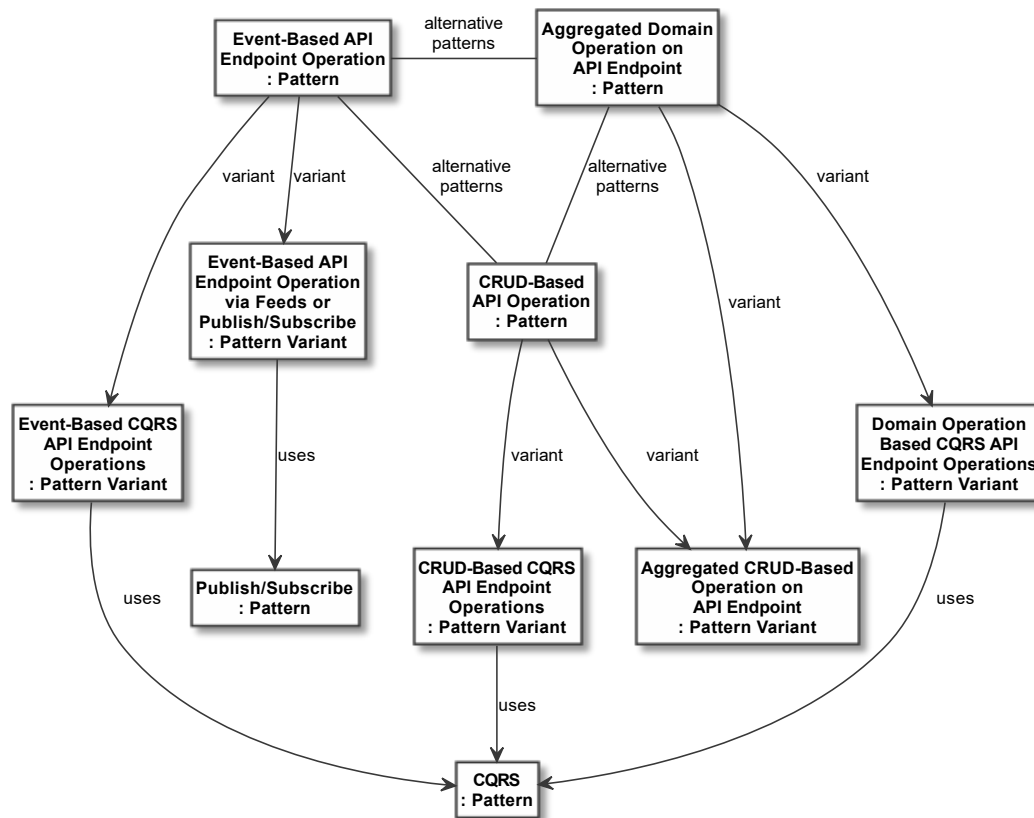 Event-Based API
Endpoint Operation
: Pattern
alternative
patterns
Aggregated Domain
Operation on
API Endpoint
: Pattern
variant
variant
alternative
patterns
alternative
patterns
variant
Event-Based API
Endpoint Operation
via Feeds or
Publish/Subscribe
: Pattern Variant
CRUD-Based
API Operation
: Pattern
variant
Event-Based CQRS
API Endpoint
Operations
: Pattern Variant
uses
variant
variant
Domain Operation
Based CQRS API
Endpoint Operations
: Pattern Variant
uses
Publish/Subscribe
: Pattern
CRUD-Based CQRS
API Endpoint
Operations
: Pattern Variant
Aggregated CRUD-Based
Operation on
API Endpoint
: Pattern Variant
uses
uses
CQRS
: Pattern